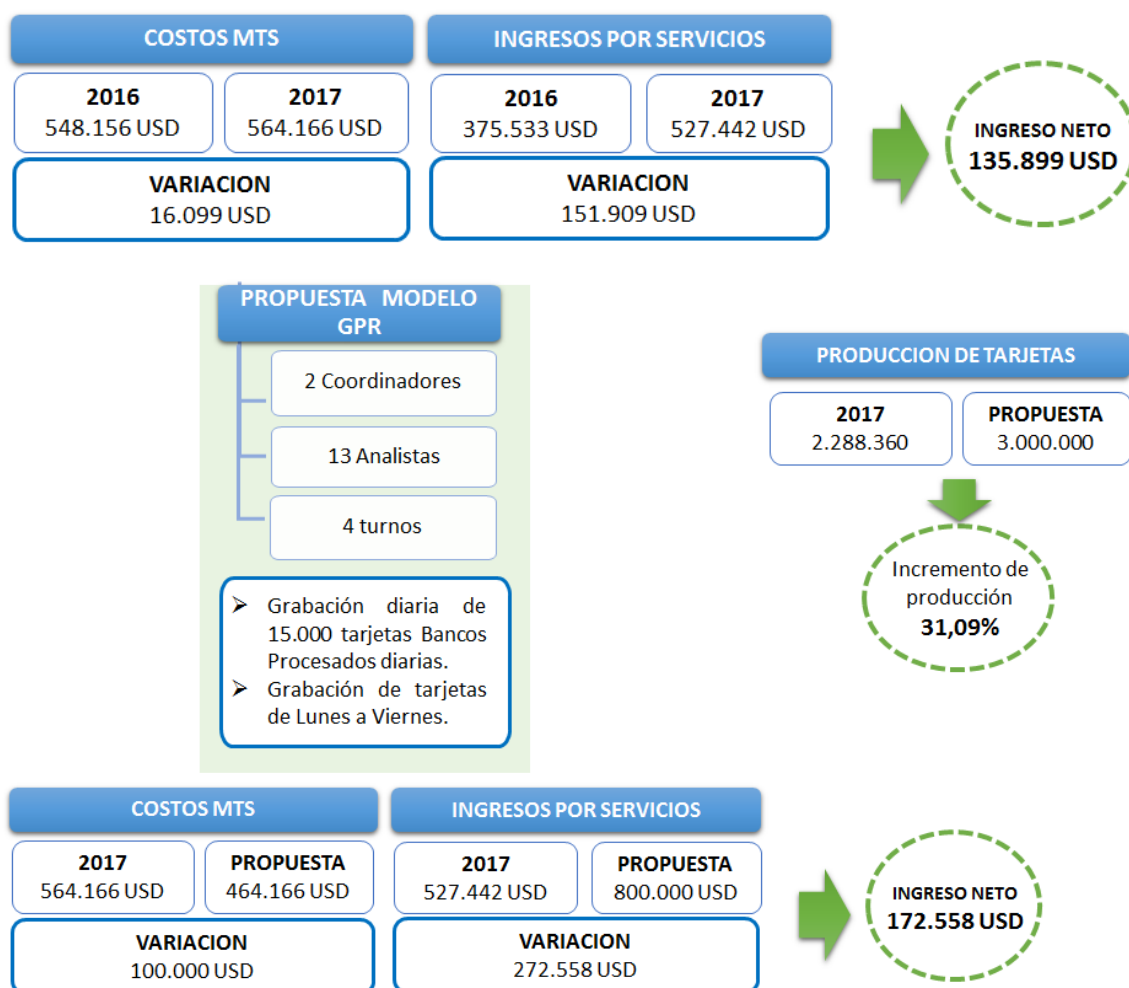 COSTOS MTS
INGRESOS POR SERVICIOS
2016
548.156 USD
2017
564.166 USD
2016
375.533 USD
2017
527.442 USD
VARIACION
16.099 USD
VARIACION
151.909 USD
INGRESO NETO
135.899 USD
PROPUESTA MODELO
GPR
2 Coordinadores
13 Analistas
4 turnos
➢ Grabación diaria de
15.000 tarjetas Bancos
Procesados diarias.
➢ Grabación de tarjetas
de Lunes a Viernes.
PRODUCCION DE TARJETAS
2017
2.288.360
PROPUESTA
3.000.000
Incremento de
producción
31,09%
COSTOS MTS
INGRESOS POR SERVICIOS
2017
564.166 USD
PROPUESTA
464.166 USD
2017
527.442 USD
PROPUESTA
800.000 USD
VARIACION
100.000 USD
VARIACION
272.558 USD
INGRESO NETO
172.558 USD